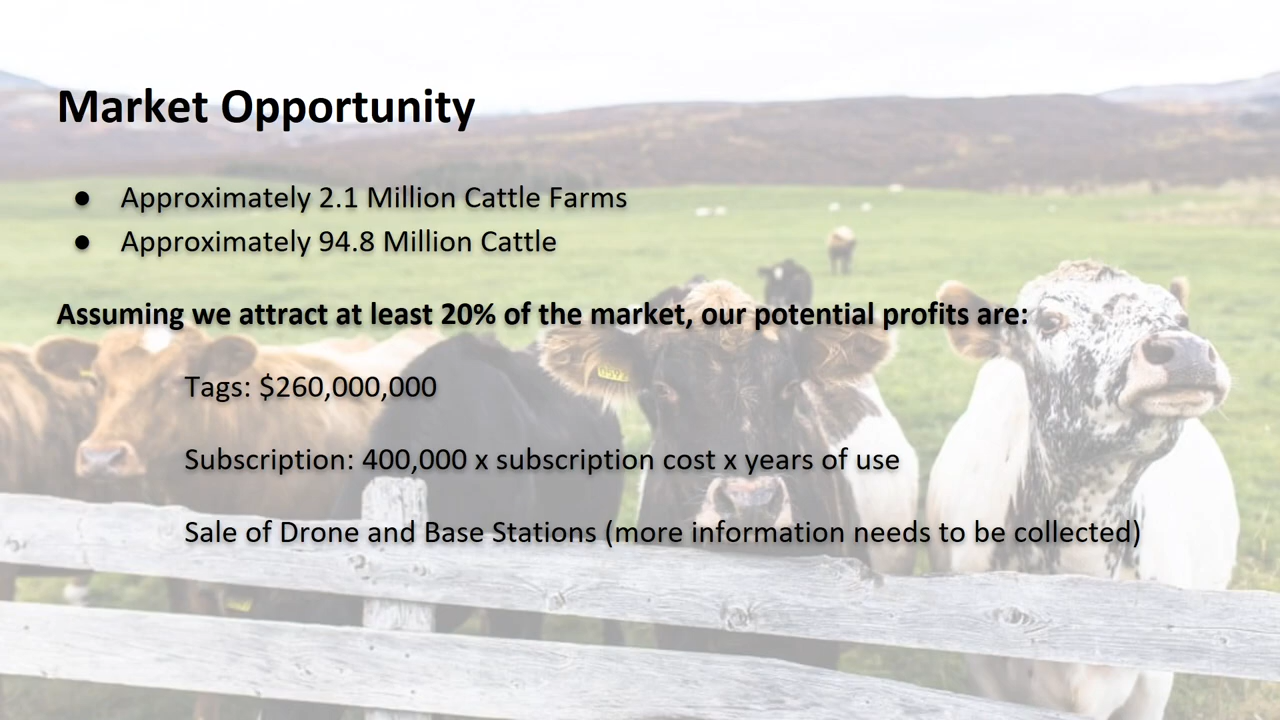 Market Opportunity
● Approximately 2.1 Million Cattle Farms
● Approximately 94.8 Million Cattle
Assuming we attract at least 20% of the market, our potential profits are:
Tags: $260,000,000
Subscription: 400,000 x subscription cost x years of use
Sale of Drone and Base Stations (more information needs to be collected)